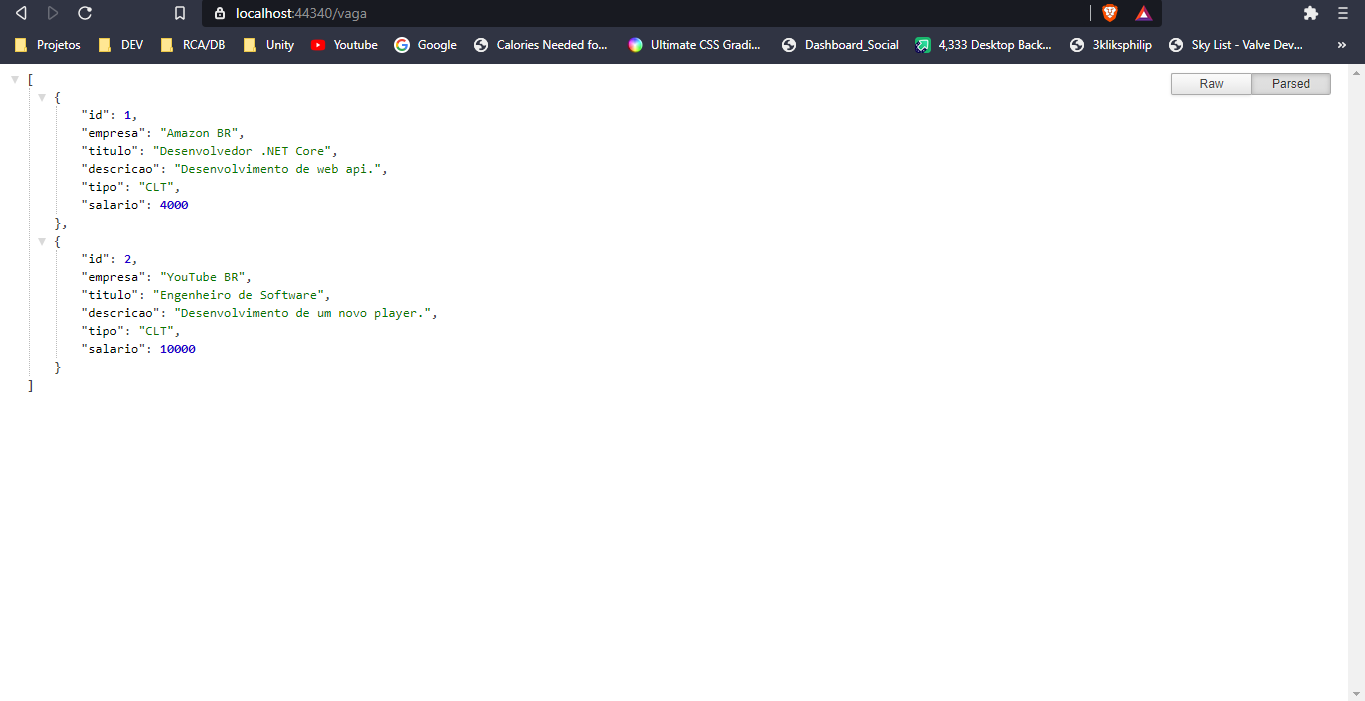 localhost:44340/vaga
Projetos DEV RCA/DB Unity Youtube Google Calories Needed fo... Ultimate CSS Gradi... Dashboard_Social 4,333 Desktop Back... 3kliksphilip Sky List - Valve Dev... »
Raw Parsed
[
{
"id": 1,
"empresa": "Amazon BR",
"titulo": "Desenvolvedor .NET Core",
"descricao": "Desenvolvimento de web api.",
"tipo": "CLT",
"salario": 4000
},
{
"id": 2,
"empresa": "YouTube BR",
"titulo": "Engenheiro de Software",
"descricao": "Desenvolvimento de um novo player.",
"tipo": "CLT",
"salario": 10000
}
]